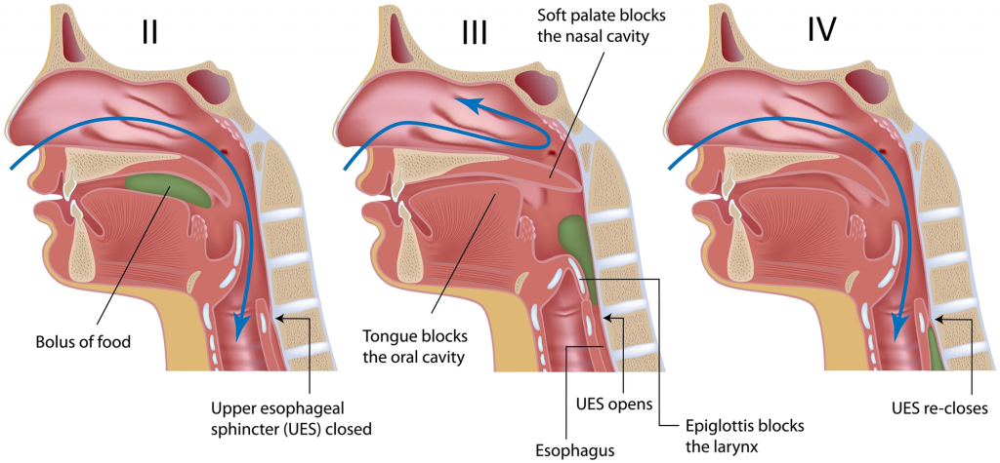 II
III
IV
Soft palate blocks
the nasal cavity
Bolus of food
Tongue blocks
the oral cavity
Upper esophageal
sphincter (UES) closed
UES opens
Esophagus
Epiglottis blocks
the larynx
UES re-closes